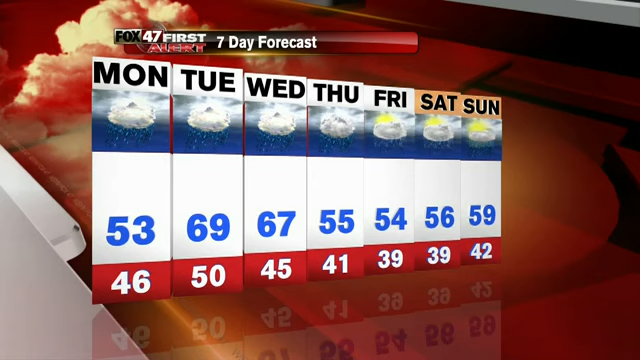 FOX 47 FIRST ALERT 7 Day Forecast
MON TUE WED THU FRI SAT SUN
53 69 67 55 54 56 59
46 50 45 41 39 39 42